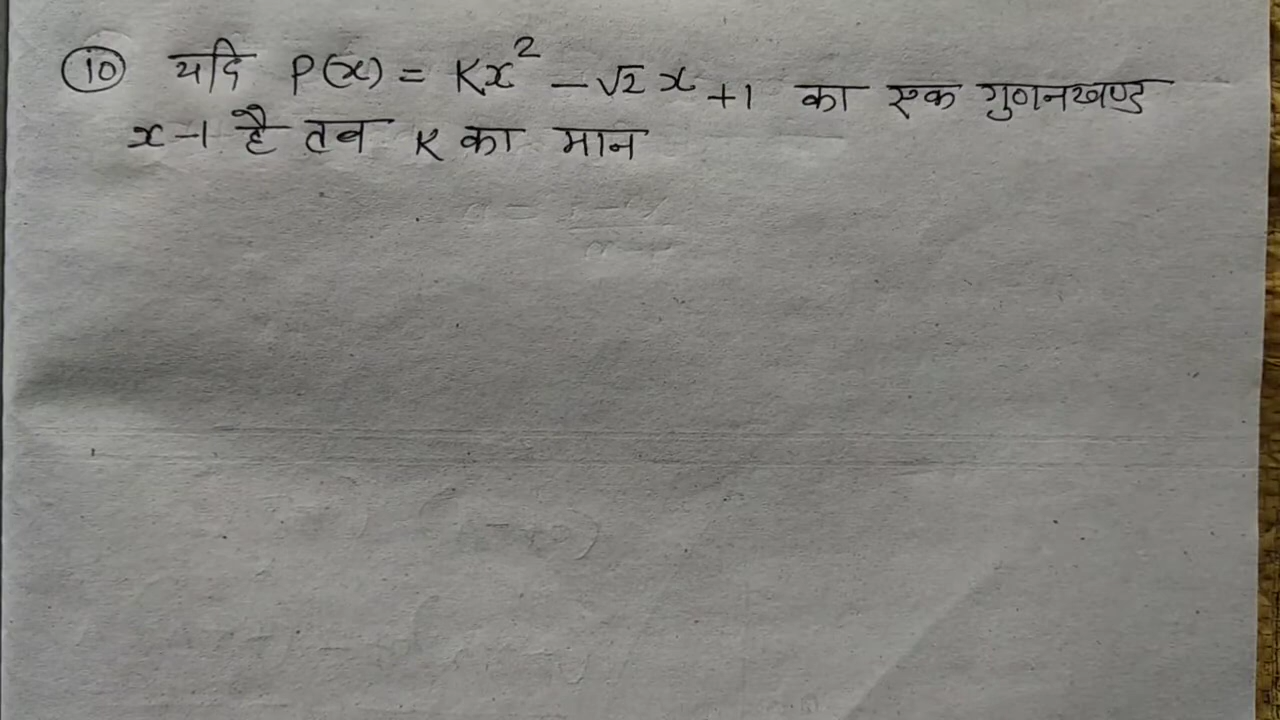 ⑩ यदि P(x) = Kx² - √2 x + 1 का एक गुणनखण्ड
x-1 है तब K का मान